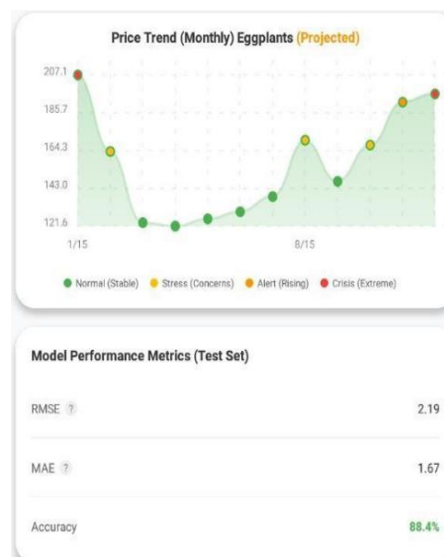 Price Trend (Monthly) Eggplants (Projected)
207.1
185.7
164.3
143.0
121.6
1/15 8/15
Normal (Stable) Stress (Concerns) Alert (Rising) Crisis (Extreme)
Model Performance Metrics (Test Set)
RMSE ? 2.19
MAE ? 1.67
Accuracy 88.4%